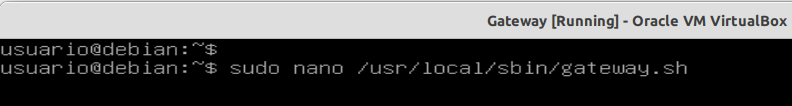 Gateway [Running] - Oracle VM VirtualBox
usuario@debian:~$
usuario@debian:~$ sudo nano /usr/local/sbin/gateway.sh